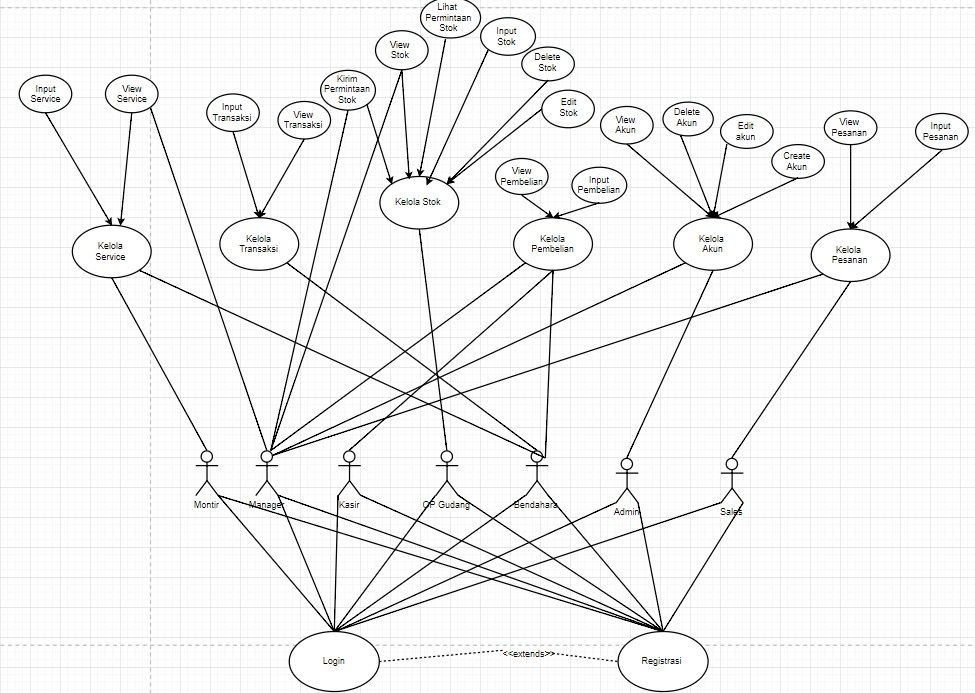 Lihat
Permintaan
Stok
Input
Stok
View
Stok
Delete
Stok
Kirim
Permintaan
Stok
Edit
Stok
Input
Service
View
Service
Input
Transaksi
View
Transaksi
View
Akun
Delete
Akun
Edit
akun
Create
Akun
View
Pesanan
Input
Pesanan
View
Pembelian
Input
Pembelian
Kelola Stok
Kelola
Service
Kelola
Transaksi
Kelola
Pembelian
Kelola
Akun
Kelola
Pesanan
Montir
Manager
Kasir
OP Gudang
Bendahara
Admin
Sales
Login
<<extends>>
Registrasi